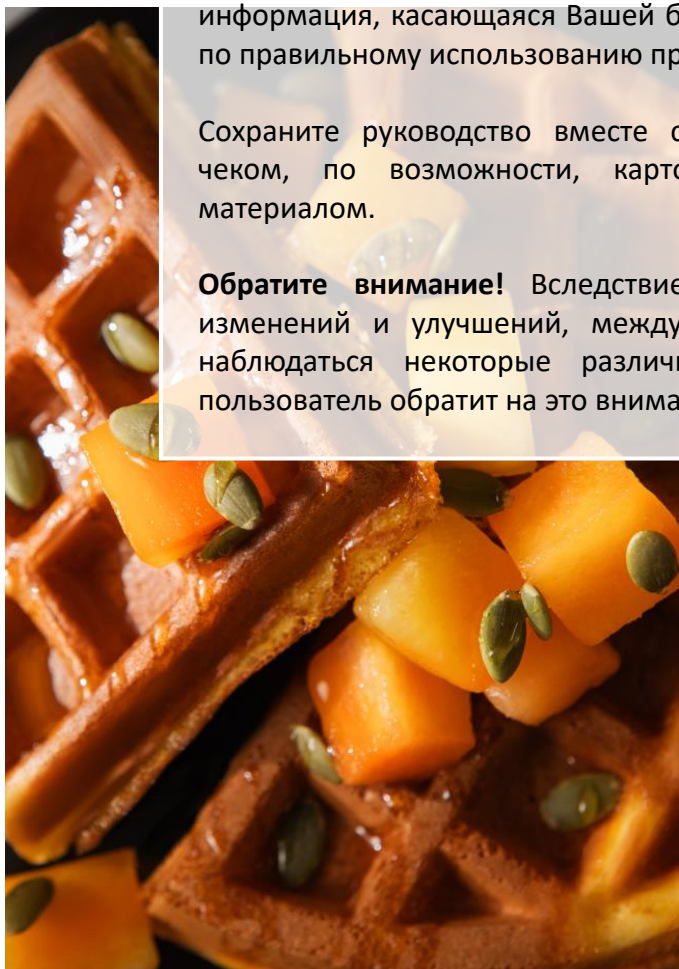 информация, касающаяся Вашей б
по правильному использованию пр
Сохраните руководство вместе с
чеком, по возможности, карто
материалом.
Обратите внимание! Вследствие
изменений и улучшений, между
наблюдаться некоторые различ
пользователь обратит на это внима